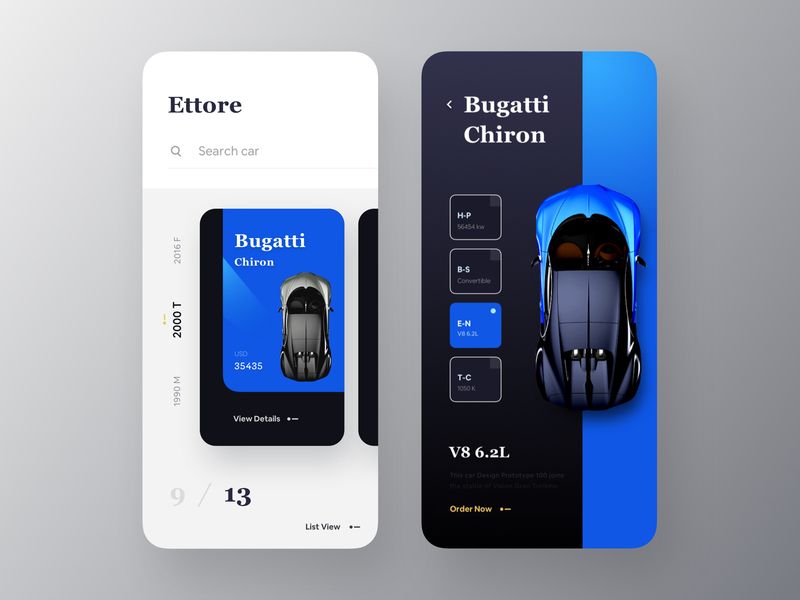 Ettore
Search car
2016 F
2000 T
1990 M
Bugatti
Chiron
USD
35435
View Details
9 / 13
List View
Bugatti
Chiron
H-P
56454 kw
B-S
Convertible
E-N
V8 6.2L
T-C
1050 K
V8 6.2L
This car Design Prototype 100 joins
the stable of Vision Gran Turismo
Order Now